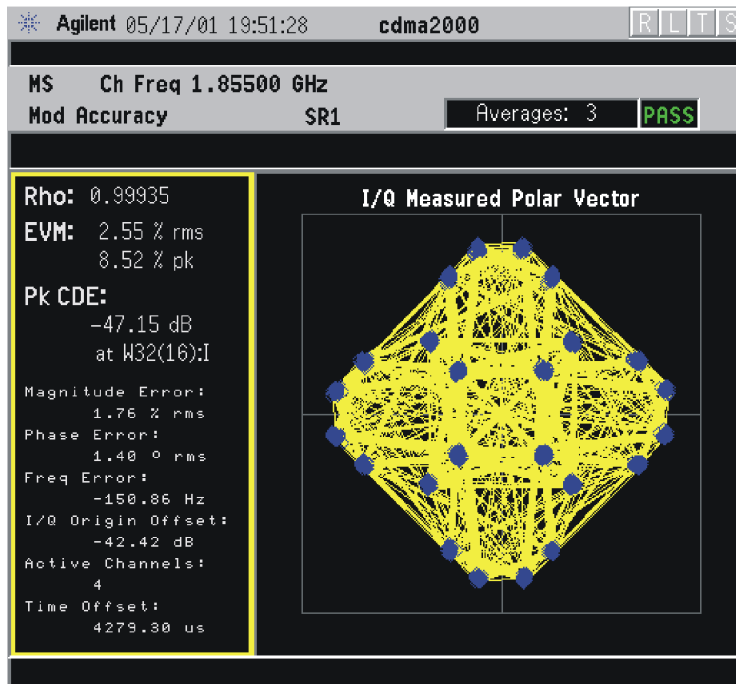 Agilent 05/17/01 19:51:28 cdma2000 R L T S
MS Ch Freq 1.85500 GHz
Mod Accuracy SR1 Averages: 3 PASS
I/Q Measured Polar Vector
Rho: 0.99935
EVM: 2.55 % rms
8.52 % pk
Pk CDE:
-47.15 dB
at W32(16):I
Magnitude Error:
1.76 % rms
Phase Error:
1.40 º rms
Freq Error:
-150.86 Hz
I/Q Origin Offset:
-42.42 dB
Active Channels:
4
Time Offset:
4279.30 us